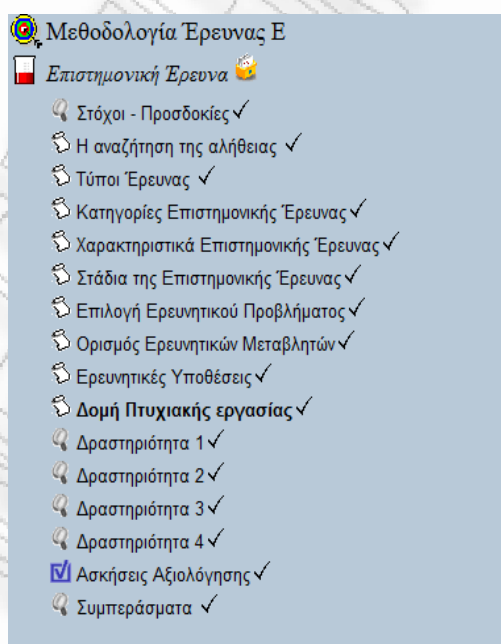 Μεθοδολογία Έρευνας Ε
Επιστημονική Έρευνα
Στόχοι - Προσδοκίες ✓
Η αναζήτηση της αλήθειας ✓
Τύποι Έρευνας ✓
Κατηγορίες Επιστημονικής Έρευνας ✓
Χαρακτηριστικά Επιστημονικής Έρευνας ✓
Στάδια της Επιστημονικής Έρευνας ✓
Επιλογή Ερευνητικού Προβλήματος ✓
Ορισμός Ερευνητικών Μεταβλητών ✓
Ερευνητικές Υποθέσεις ✓
Δομή Πτυχιακής εργασίας ✓
Δραστηριότητα 1 ✓
Δραστηριότητα 2 ✓
Δραστηριότητα 3 ✓
Δραστηριότητα 4 ✓
Ασκήσεις Αξιολόγησης ✓
Συμπεράσματα ✓